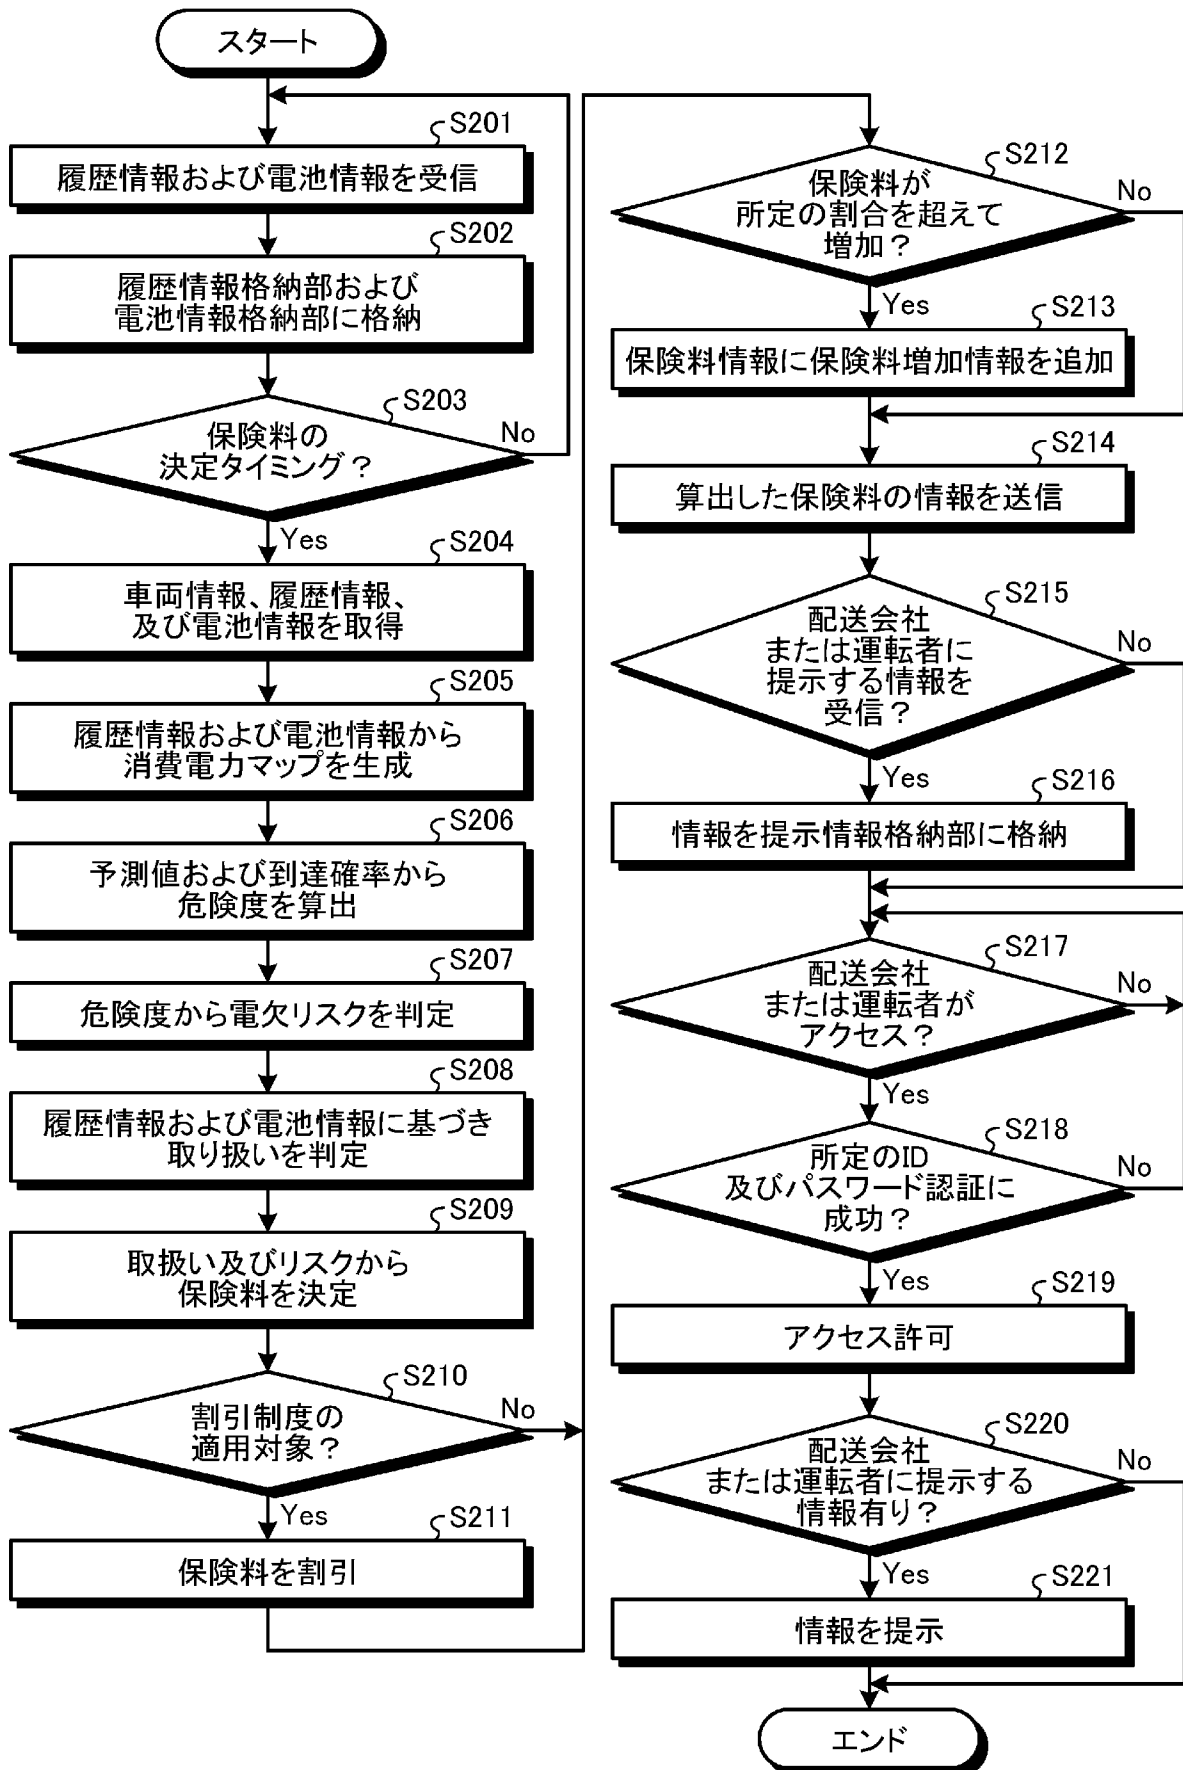 スタート
S201
履歴情報および電池情報を受信
S202
履歴情報格納部および
電池情報格納部に格納
S203
保険料の
決定タイミング？
No
Yes
S204
車両情報、履歴情報、
及び電池情報を取得
S205
履歴情報および電池情報から
消費電力マップを生成
S206
予測値および到達確率から
危険度を算出
S207
危険度から電欠リスクを判定
S208
履歴情報および電池情報に基づき
取り扱いを判定
S209
取扱い及びリスクから
保険料を決定
S210
割引制度の
適用対象？
No
Yes
S211
保険料を割引
S212
保険料が
所定の割合を超えて
増加？
No
Yes
S213
保険料情報に保険料増加情報を追加
S214
算出した保険料の情報を送信
S215
配送会社
または運転者に
提示する情報を
受信？
No
Yes
S216
情報を提示情報格納部に格納
S217
配送会社
または運転者が
アクセス？
No
Yes
S218
所定のID
及びパスワード認証に
成功？
No
Yes
S219
アクセス許可
S220
配送会社
または運転者に提示する
情報有り？
No
Yes
S221
情報を提示
エンド